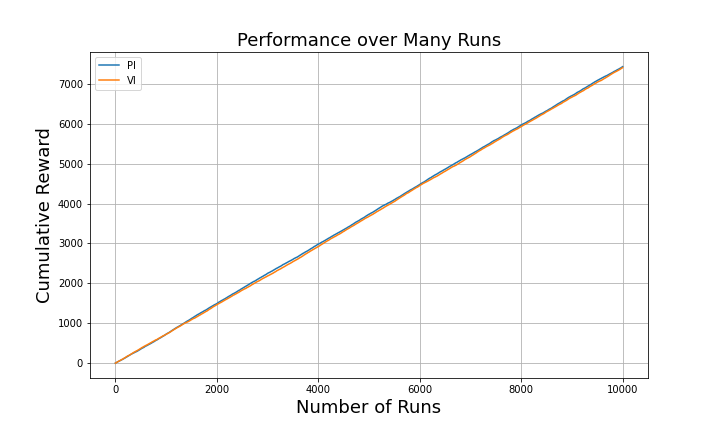 Performance over Many Runs
PI
VI
Cumulative Reward
7000
6000
5000
4000
3000
2000
1000
0
0 2000 4000 6000 8000 10000
Number of Runs